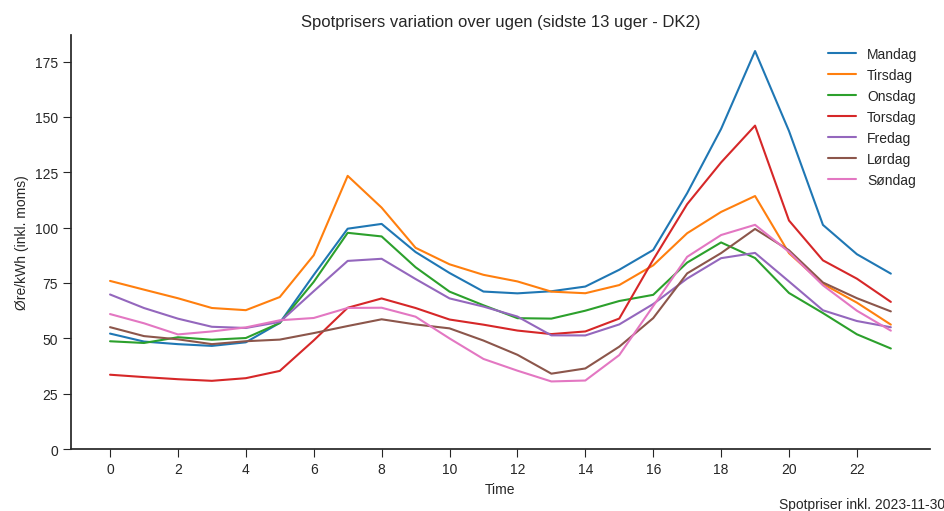 Spotprisers variation over ugen (sidste 13 uger - DK2)
Øre/kWh (inkl. moms)
175
150
125
100
75
50
25
0
0 2 4 6 8 10 12 14 16 18 20 22
Time
Mandag
Tirsdag
Onsdag
Torsdag
Fredag
Lørdag
Søndag
Spotpriser inkl. 2023-11-30